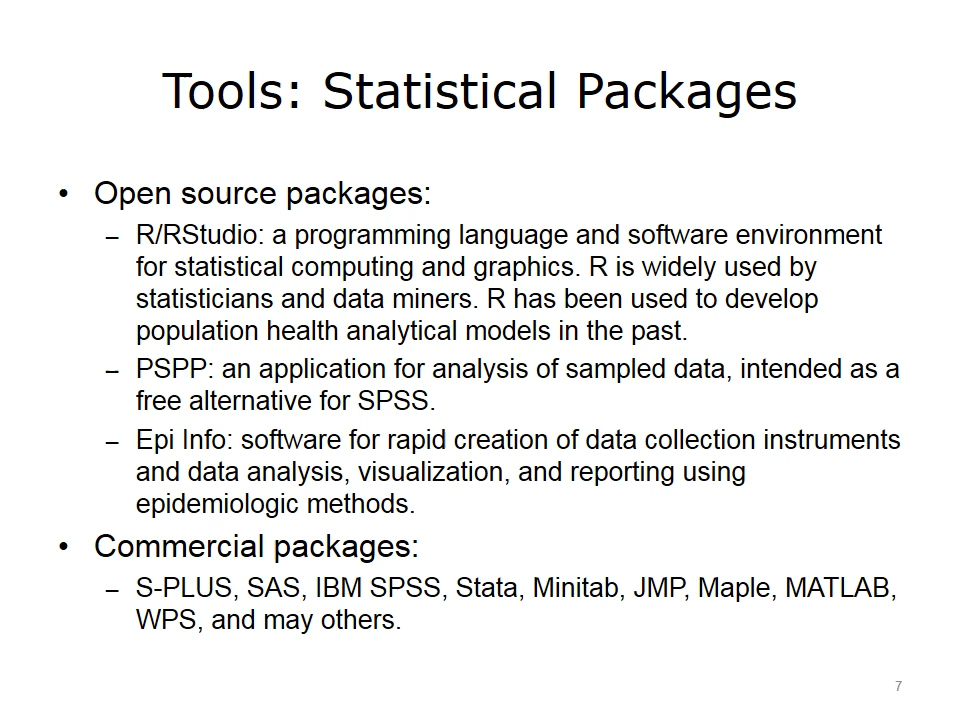 Tools: Statistical Packages
• Open source packages:
– R/RStudio: a programming language and software environment
for statistical computing and graphics. R is widely used by
statisticians and data miners. R has been used to develop
population health analytical models in the past.
– PSPP: an application for analysis of sampled data, intended as a
free alternative for SPSS.
– Epi Info: software for rapid creation of data collection instruments
and data analysis, visualization, and reporting using
epidemiologic methods.
• Commercial packages:
– S-PLUS, SAS, IBM SPSS, Stata, Minitab, JMP, Maple, MATLAB,
WPS, and may others.
7